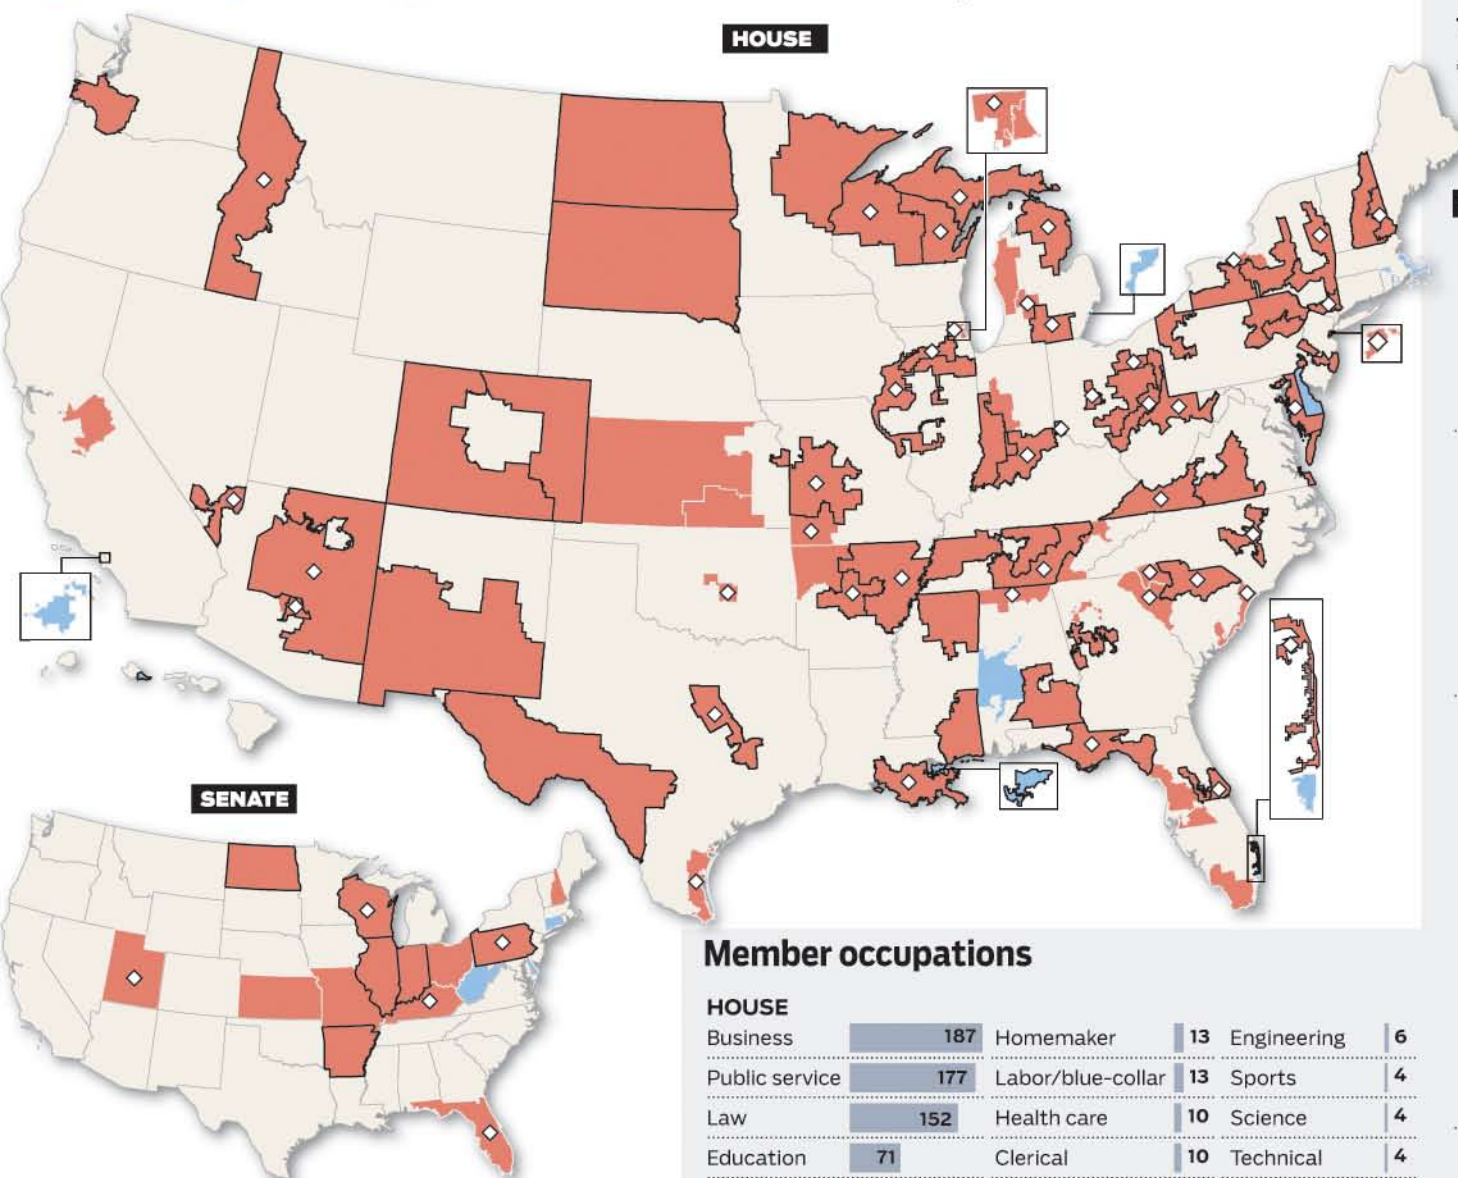 HOUSE
SENATE
Member occupations
HOUSE
Business 187 Homemaker 13 Engineering 6
Public service 177 Labor/blue-collar 13 Sports 4
Law 152 Health care 10 Science 4
Education 71 Clerical 10 Technical 4